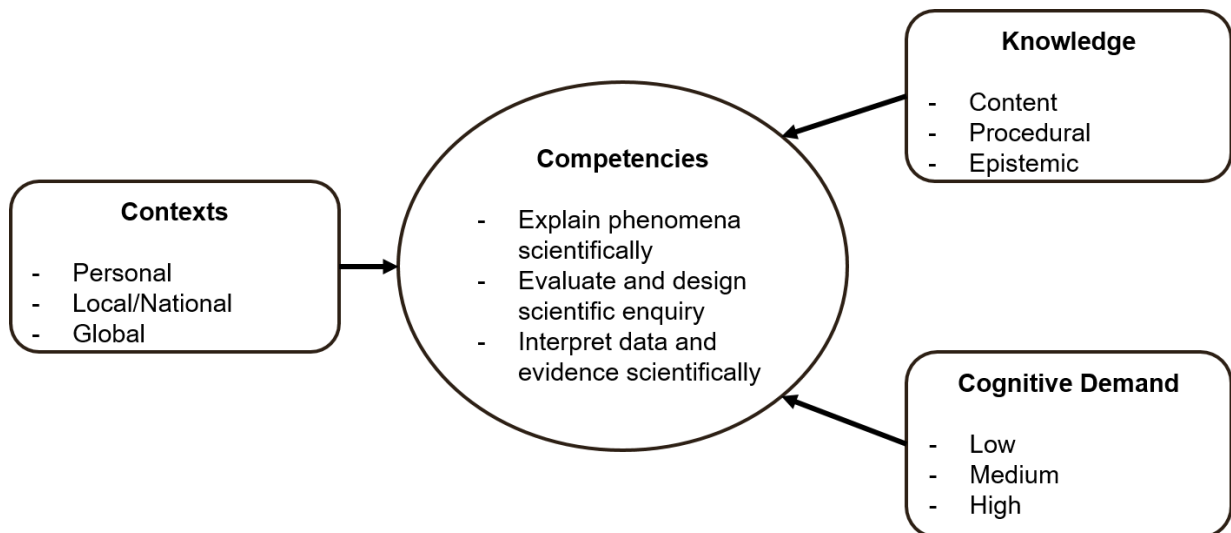 Contexts
- Personal
- Local/National
- Global
Competencies
- Explain phenomena
scientifically
- Evaluate and design
scientific enquiry
- Interpret data and
evidence scientifically
Knowledge
- Content
- Procedural
- Epistemic
Cognitive Demand
- Low
- Medium
- High